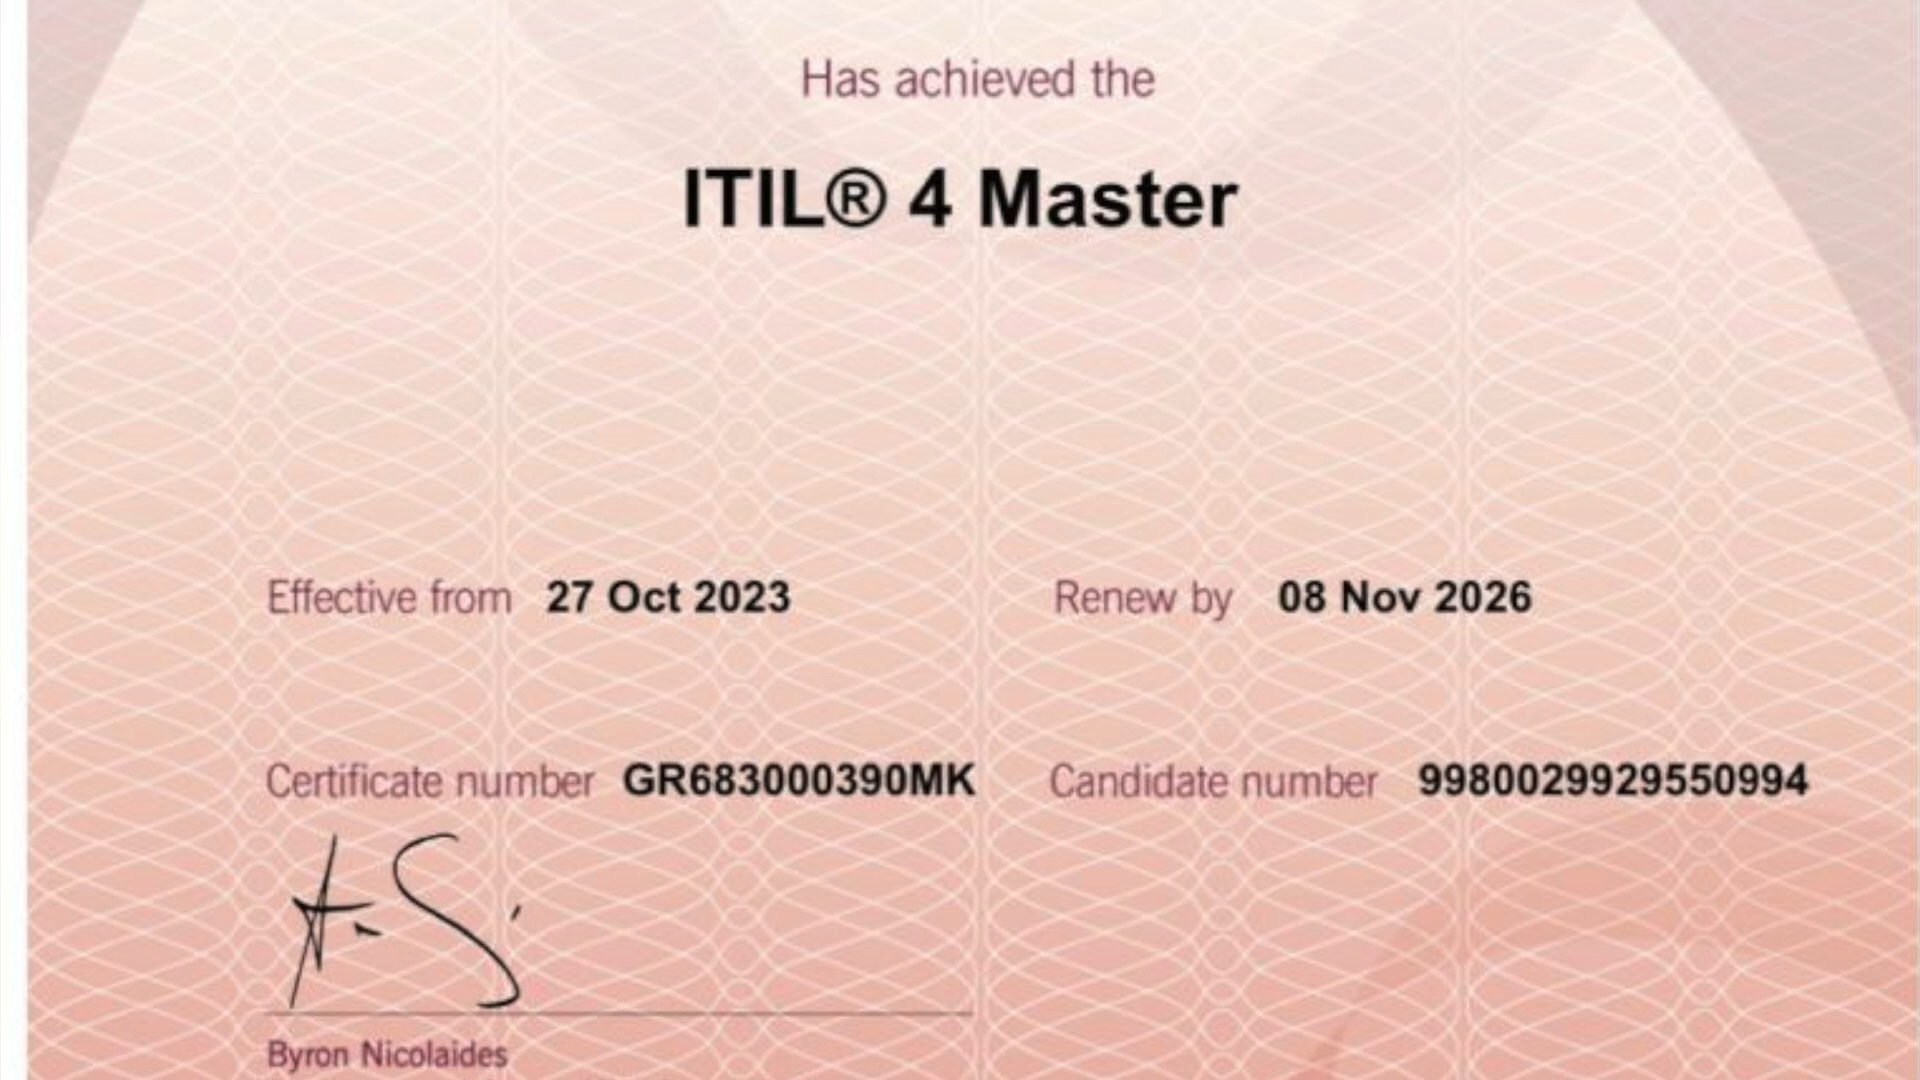 Has achieved the
ITIL® 4 Master
Effective from 27 Oct 2023 Renew by 08 Nov 2026
Certificate number GR683000390MK Candidate number 9980029929550994
Byron Nicolaides